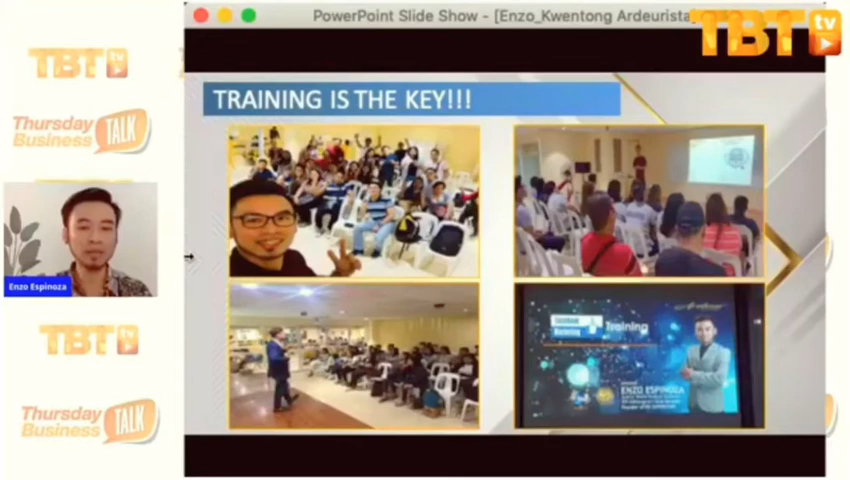 PowerPoint Slide Show - [Enzo_Kwentong Ardeurista
TBT tv
TBT tv
Thursday
Business TALK
TRAINING IS THE KEY!!!
Enzo Espinoza
Training
ENZO ESPINOZA
TBT tv
Thursday
Business TALK